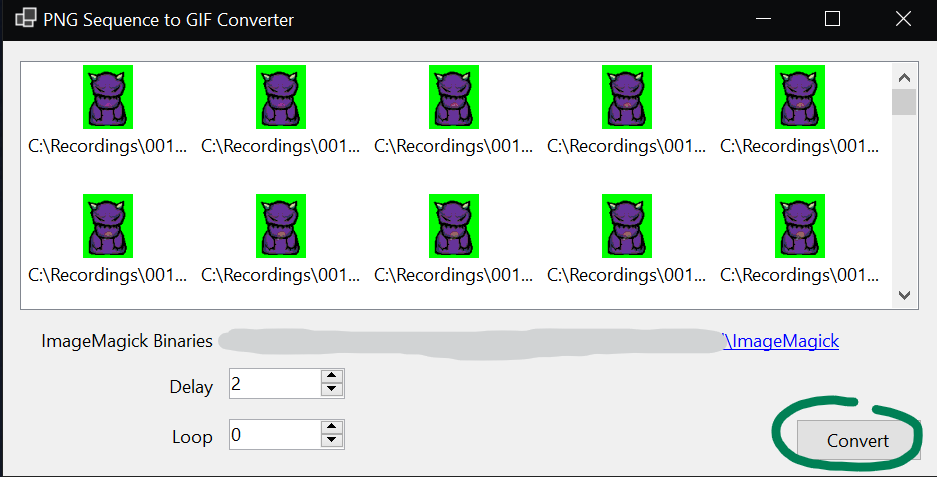 PNG Sequence to GIF Converter
C:\Recordings\001... C:\Recordings\001... C:\Recordings\001... C:\Recordings\001... C:\Recordings\001...
C:\Recordings\001... C:\Recordings\001... C:\Recordings\001... C:\Recordings\001... C:\Recordings\001...
ImageMagick Binaries \ImageMagick
Delay 2
Loop 0
Convert